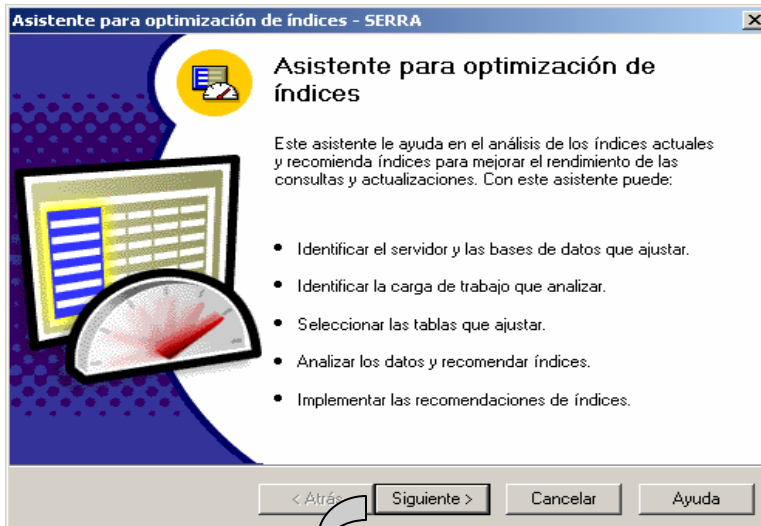 Asistente para optimización de índices - SERRA
Asistente para optimización de
índices
Este asistente le ayuda en el análisis de los índices actuales
y recomienda índices para mejorar el rendimiento de las
consultas y actualizaciones. Con este asistente puede:
• Identificar el servidor y las bases de datos que ajustar.
• Identificar la carga de trabajo que analizar.
• Seleccionar las tablas que ajustar.
• Analizar los datos y recomendar índices.
• Implementar las recomendaciones de índices.
< Atrás Siguiente > Cancelar Ayuda